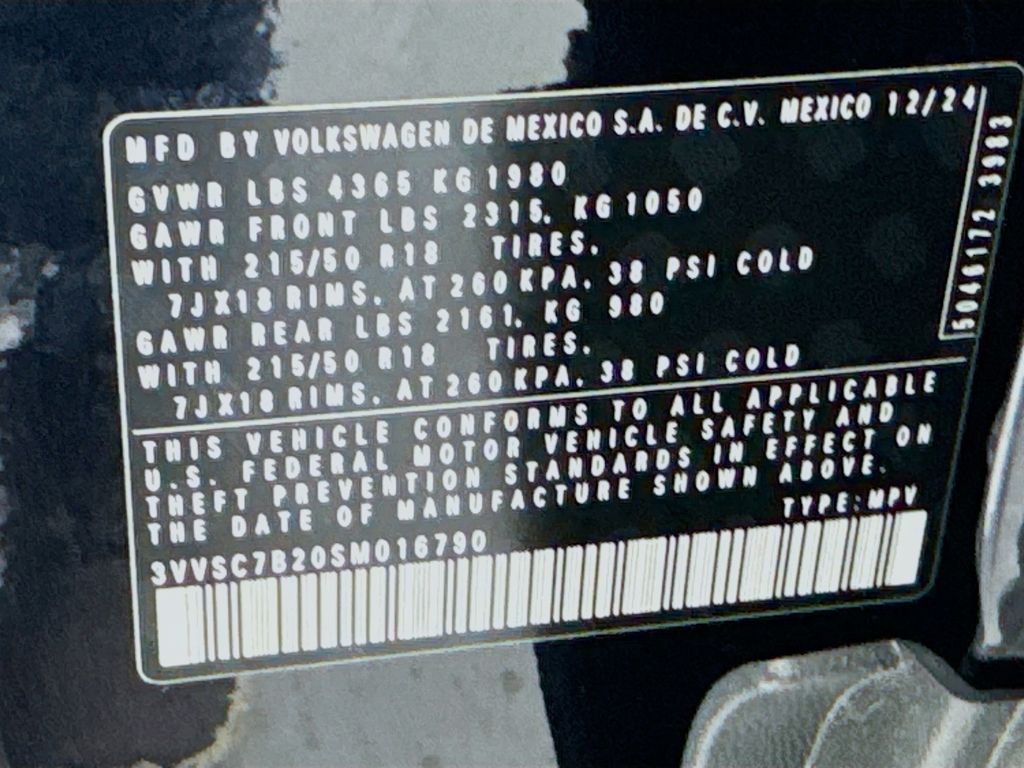 MFD BY VOLKSWAGEN DE MEXICO S.A. DE C.V. MEXICO 12/24
GVWR LBS 4365 KG 1980
GAWR FRONT LBS 2315. KG 1050
WITH 215/50 R18 TIRES.
7JX18 RIMS. AT 260 KPA. 38 PSI COLD
GAWR REAR LBS 2161. KG 980
WITH 215/50 R18 TIRES.
7JX18 RIMS. AT 260 KPA. 38 PSI COLD
5046172 3983
THIS VEHICLE CONFORMS TO ALL APPLICABLE
U.S. FEDERAL MOTOR VEHICLE SAFETY AND
THEFT PREVENTION STANDARDS IN EFFECT ON
THE DATE OF MANUFACTURE SHOWN ABOVE.
TYPE: MPV
3VVSC7B20SM016790